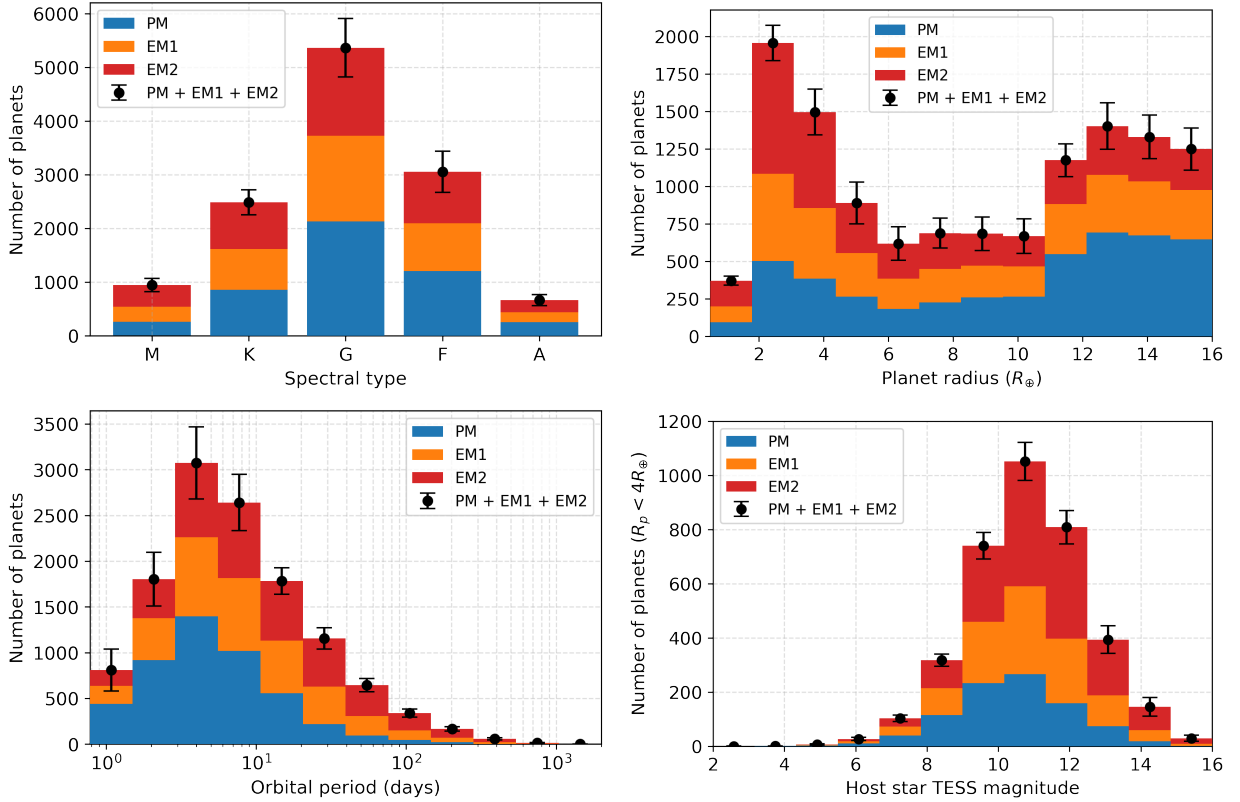 Number of planets
6000
5000
4000
3000
2000
1000
0
PM
EM1
EM2
PM + EM1 + EM2
M K G F A
Spectral type
Number of planets
2000
1750
1500
1250
1000
750
500
250
0
PM
EM1
EM2
PM + EM1 + EM2
2 4 6 8 10 12 14 16
Planet radius (R⊕)
Number of planets
3500
3000
2500
2000
1500
1000
500
0
PM
EM1
EM2
PM + EM1 + EM2
10⁰ 10¹ 10² 10³
Orbital period (days)
Number of planets (Rₚ < 4R⊕)
1200
1000
800
600
400
200
0
PM
EM1
EM2
PM + EM1 + EM2
2 4 6 8 10 12 14 16
Host star TESS magnitude